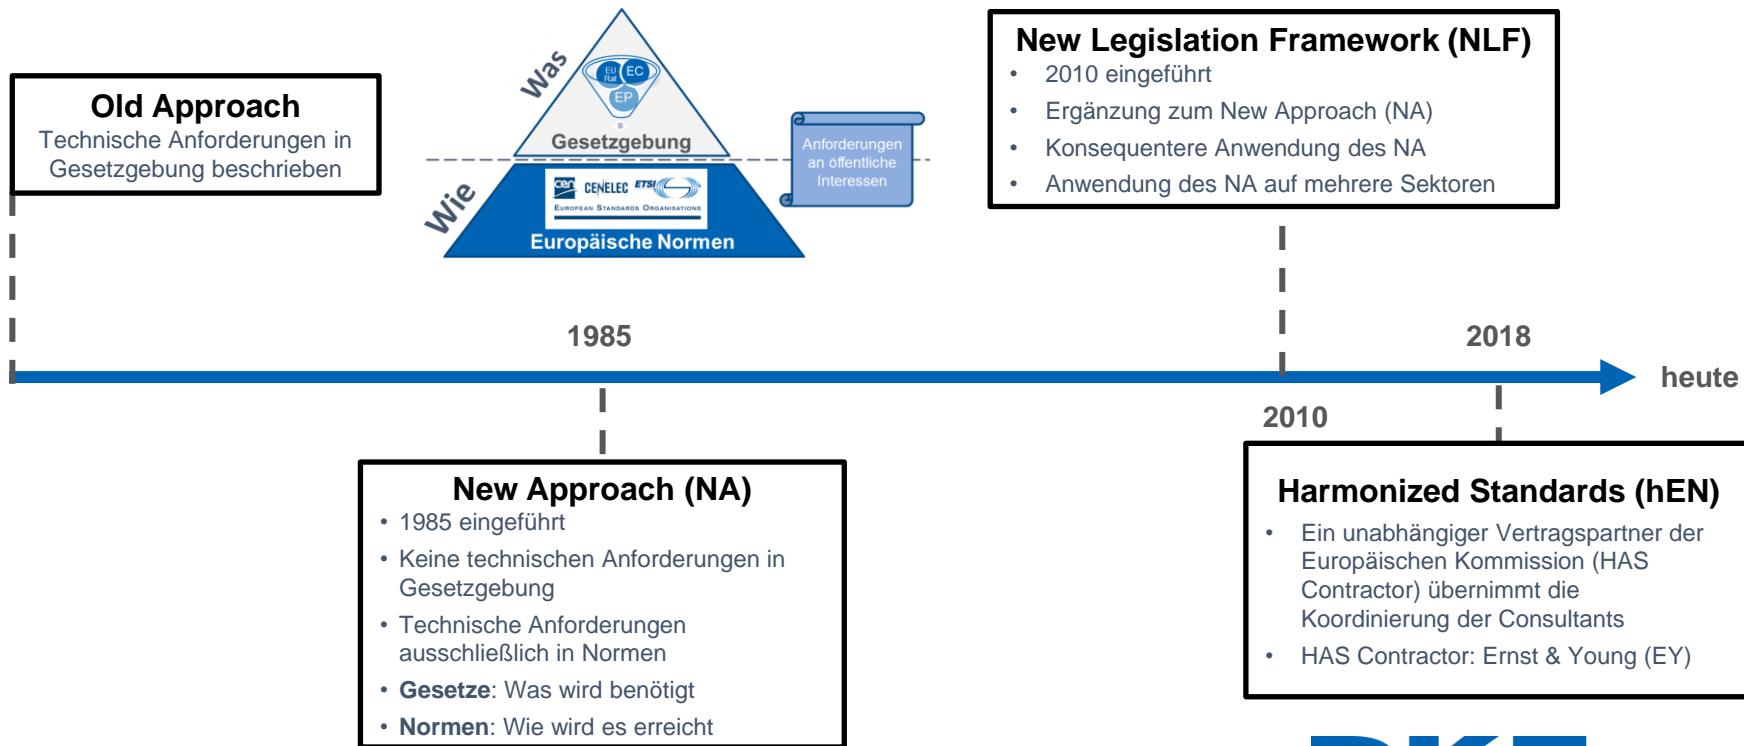 Old Approach
Technische Anforderungen in
Gesetzgebung beschrieben
Was
EU
Rat
EC
EP
Gesetzgebung
Wie
cen
CENELEC
ETSI
EUROPEAN STANDARDS ORGANISATIONS
Europäische Normen
Anforderungen
an öffentliche
Interessen
New Legislation Framework (NLF)
• 2010 eingeführt
• Ergänzung zum New Approach (NA)
• Konsequentere Anwendung des NA
• Anwendung des NA auf mehrere Sektoren
1985
2018
heute
2010
New Approach (NA)
• 1985 eingeführt
• Keine technischen Anforderungen in
Gesetzgebung
• Technische Anforderungen
ausschließlich in Normen
• Gesetze: Was wird benötigt
• Normen: Wie wird es erreicht
Harmonized Standards (hEN)
• Ein unabhängiger Vertragspartner der
Europäischen Kommission (HAS
Contractor) übernimmt die
Koordinierung der Consultants
• HAS Contractor: Ernst & Young (EY)